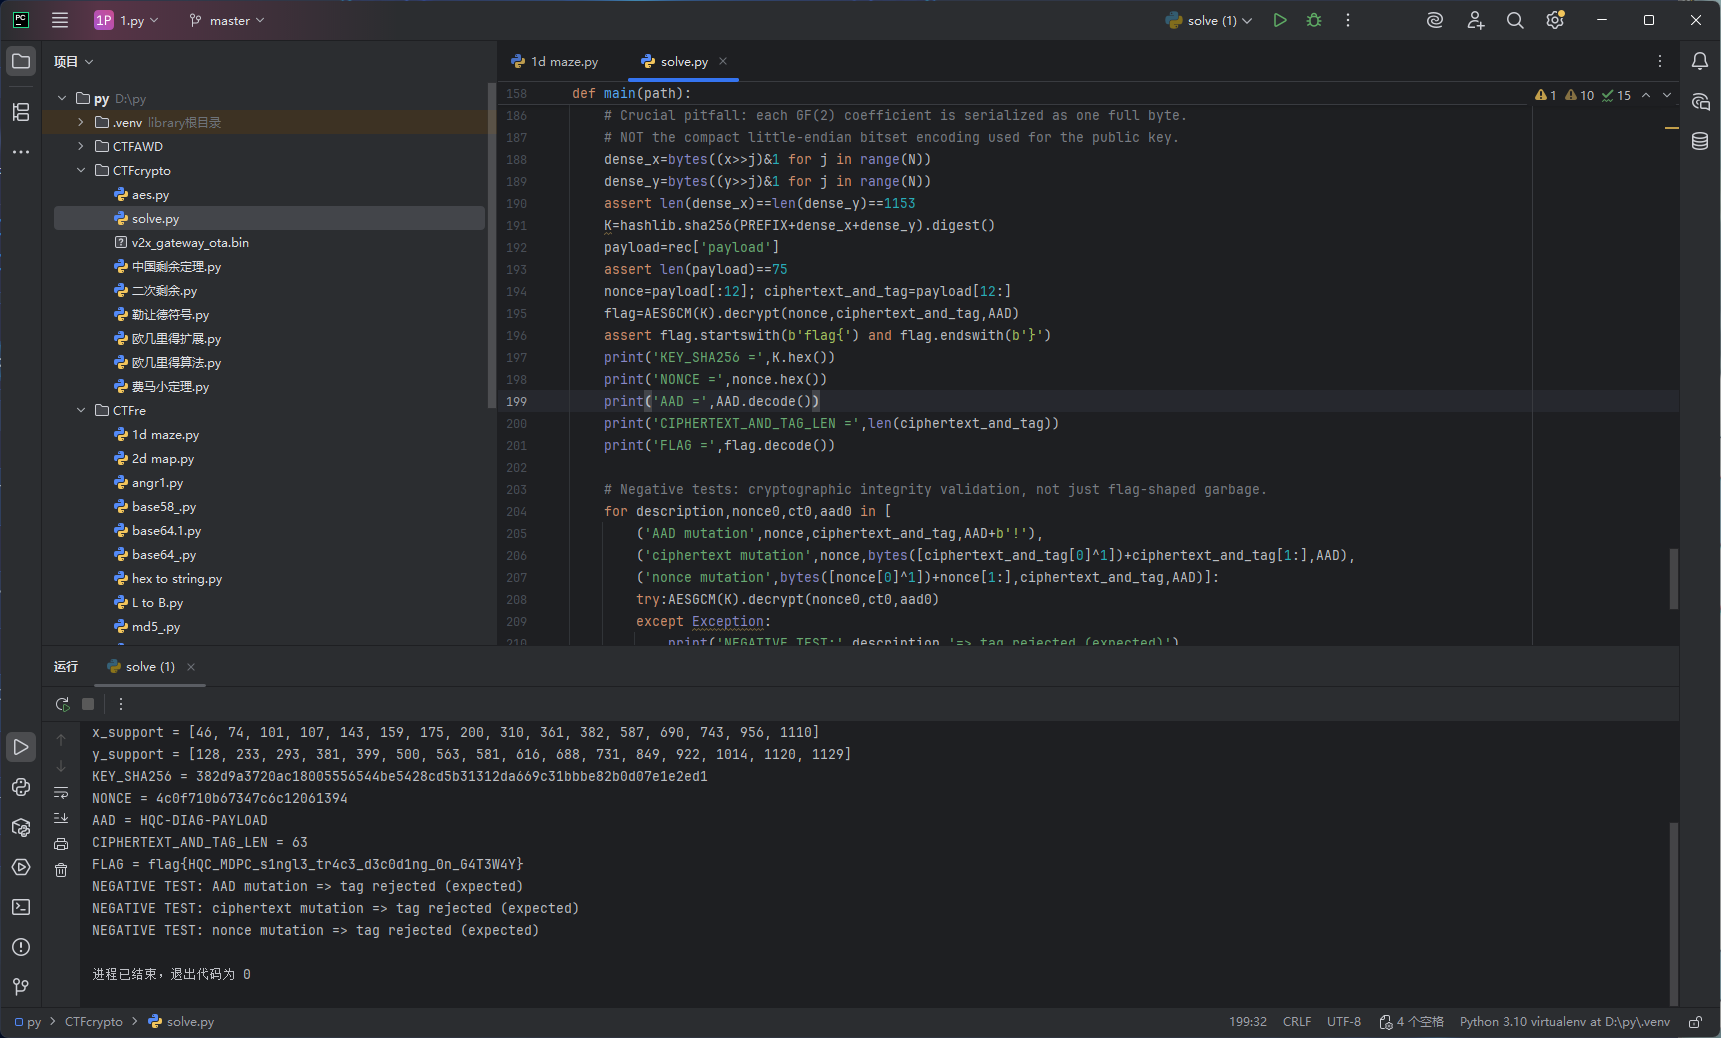 PC 1P 1.py master solve (1)
项目
1d maze.py solve.py
py D:\py
.venv library根目录
CTFAWD
CTFcrypto
aes.py
solve.py
v2x_gateway_ota.bin
中国剩余定理.py
二次剩余.py
勒让德符号.py
欧几里得扩展.py
欧几里得算法.py
费马小定理.py
CTFre
1d maze.py
2d map.py
angr1.py
base58_.py
base64.1.py
base64_.py
hex to string.py
L to B.py
md5_.py
1 10 15
158 def main(path):
186 # Crucial pitfall: each GF(2) coefficient is serialized as one full byte.
187 # NOT the compact little-endian bitset encoding used for the public key.
188 dense_x=bytes((x>>j)&1 for j in range(N))
189 dense_y=bytes((y>>j)&1 for j in range(N))
190 assert len(dense_x)==len(dense_y)==1153
191 K=hashlib.sha256(PREFIX+dense_x+dense_y).digest()
192 payload=rec['payload']
193 assert len(payload)==75
194 nonce=payload[:12]; ciphertext_and_tag=payload[12:]
195 flag=AESGCM(K).decrypt(nonce,ciphertext_and_tag,AAD)
196 assert flag.startswith(b'flag{') and flag.endswith(b'}')
197 print('KEY_SHA256 =',K.hex())
198 print('NONCE =',nonce.hex())
199 print('AAD =',AAD.decode())
200 print('CIPHERTEXT_AND_TAG_LEN =',len(ciphertext_and_tag))
201 print('FLAG =',flag.decode())
202
203 # Negative tests: cryptographic integrity validation, not just flag-shaped garbage.
204 for description,nonce0,ct0,aad0 in [
205 ('AAD mutation',nonce,ciphertext_and_tag,AAD+b'!'),
206 ('ciphertext mutation',nonce,bytes([ciphertext_and_tag[0]^1])+ciphertext_and_tag[1:],AAD),
207 ('nonce mutation',bytes([nonce[0]^1])+nonce[1:],ciphertext_and_tag,AAD)]:
208 try:AESGCM(K).decrypt(nonce0,ct0,aad0)
209 except Exception:
210 print('NEGATIVE TEST:',description,'=> tag rejected (expected)')
运行 solve (1)
x_support = [46, 74, 101, 107, 143, 159, 175, 200, 310, 361, 382, 587, 690, 743, 956, 1110]
y_support = [128, 233, 293, 381, 399, 500, 563, 581, 616, 688, 731, 849, 922, 1014, 1120, 1129]
KEY_SHA256 = 382d9a3720ac18005556544be5428cd5b31312da669c31bbbe82b0d07e1e2ed1
NONCE = 4c0f710b67347c6c12061394
AAD = HQC-DIAG-PAYLOAD
CIPHERTEXT_AND_TAG_LEN = 63
FLAG = flag{HQC_MDPC_s1ngl3_tr4c3_d3c0d1ng_0n_G4T3W4Y}
NEGATIVE TEST: AAD mutation => tag rejected (expected)
NEGATIVE TEST: ciphertext mutation => tag rejected (expected)
NEGATIVE TEST: nonce mutation => tag rejected (expected)
进程已结束，退出代码为 0
py CTFcrypto solve.py
199:32 CRLF UTF-8 4 个空格 Python 3.10 virtualenv at D:\py\.venv